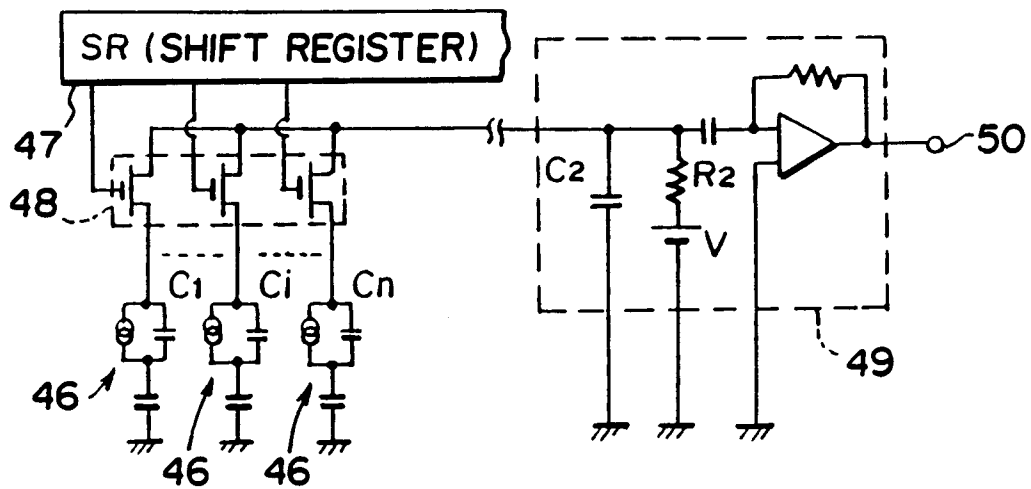 SR (SHIFT REGISTER)
47
48
C1
Ci
Cn
46
46
46
C2
R2
V
50
49